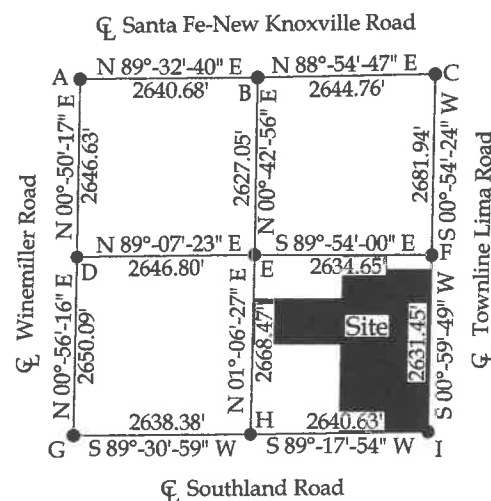 ℄ Santa Fe-New Knoxville Road
A
N 89°-32'-40" E
2640.68'
B
N 88°-54'-47" E
2644.76'
C
N 00°-50'-17" E
2646.63'
2627.05'
N 00°-42'-56" E
2681.94'
S 00°-54'-24" W
℄ Winemiller Road
℄ Townline Lima Road
D
N 89°-07'-23" E
2646.80'
E
S 89°-54'-00" E
2634.65'
F
N 00°-56'-16" E
2650.09'
N 01°-06'-27" E
2668.47'
Site
2631.45'
S 00°-59'-49" W
G
2638.38'
S 89°-30'-59" W
H
2640.63'
S 89°-17'-54" W
I
℄ Southland Road